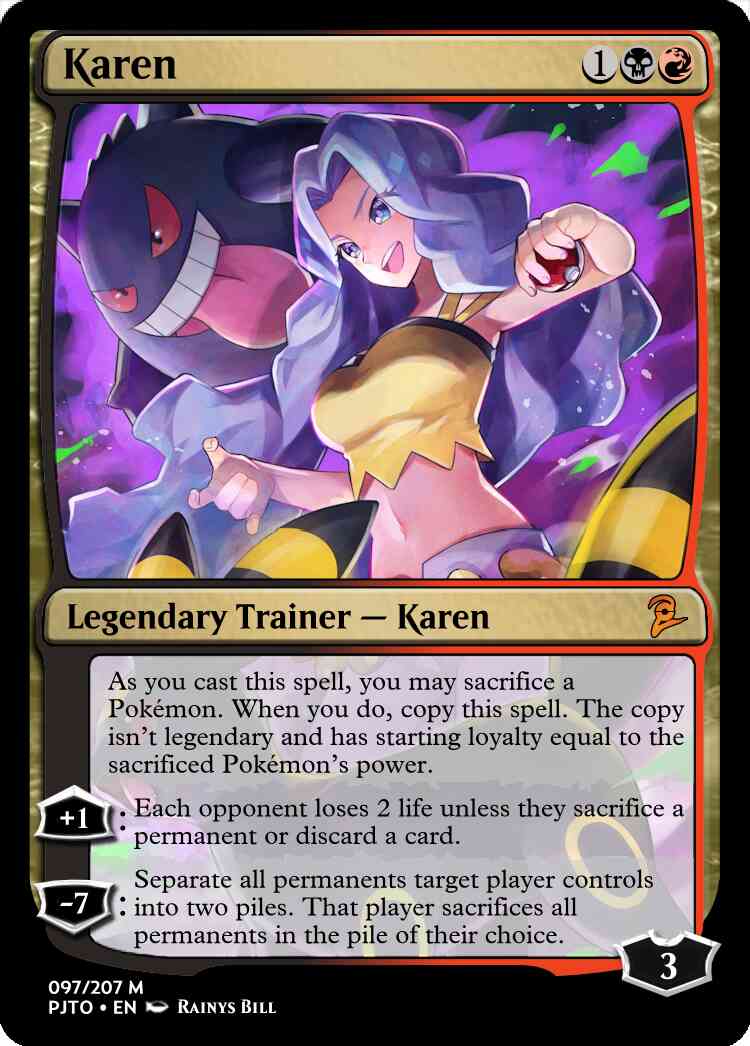 Karen 1
Legendary Trainer — Karen
As you cast this spell, you may sacrifice a
Pokémon. When you do, copy this spell. The copy
isn't legendary and has starting loyalty equal to the
sacrificed Pokémon's power.
+1 : Each opponent loses 2 life unless they sacrifice a
permanent or discard a card.
Separate all permanents target player controls
-7 : into two piles. That player sacrifices all
permanents in the pile of their choice.
3
097/207 M
PJTO • EN Rainys Bill